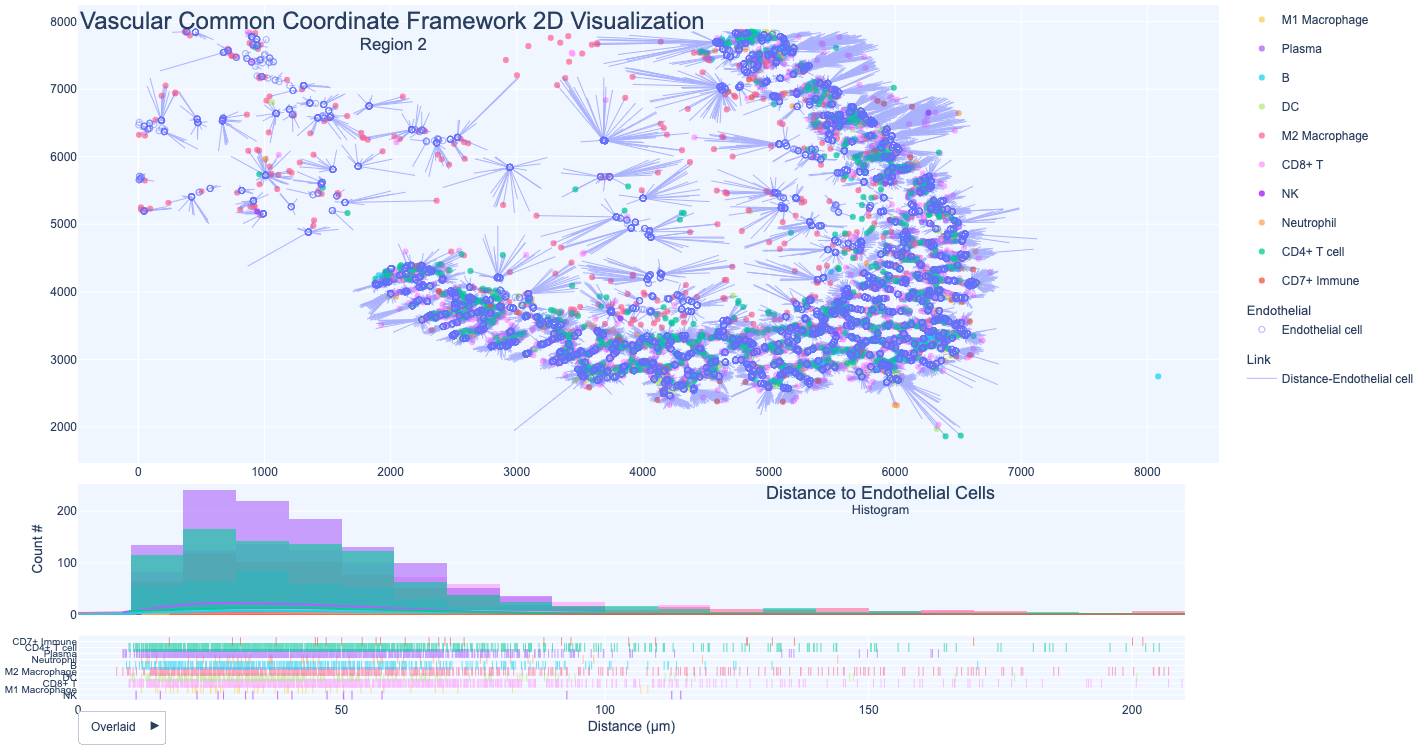 Vascular Common Coordinate Framework 2D Visualization
Region 2
8000
7000
6000
5000
4000
3000
2000
0 1000 2000 3000 4000 5000 6000 7000 8000
M1 Macrophage
Plasma
B
DC
M2 Macrophage
CD8+ T
NK
Neutrophil
CD4+ T cell
CD7+ Immune
Endothelial
Endothelial cell
Link
Distance-Endothelial cell
Distance to Endothelial Cells
Histogram
Count #
200
100
0
CD7+ Immune
CD4+ T cell
Plasma
Neutrophil
B
M2 Macrophage
DC
CD8+ T
M1 Macrophage
NK
0 50 100 150 200
Distance (μm)
Overlaid ▶